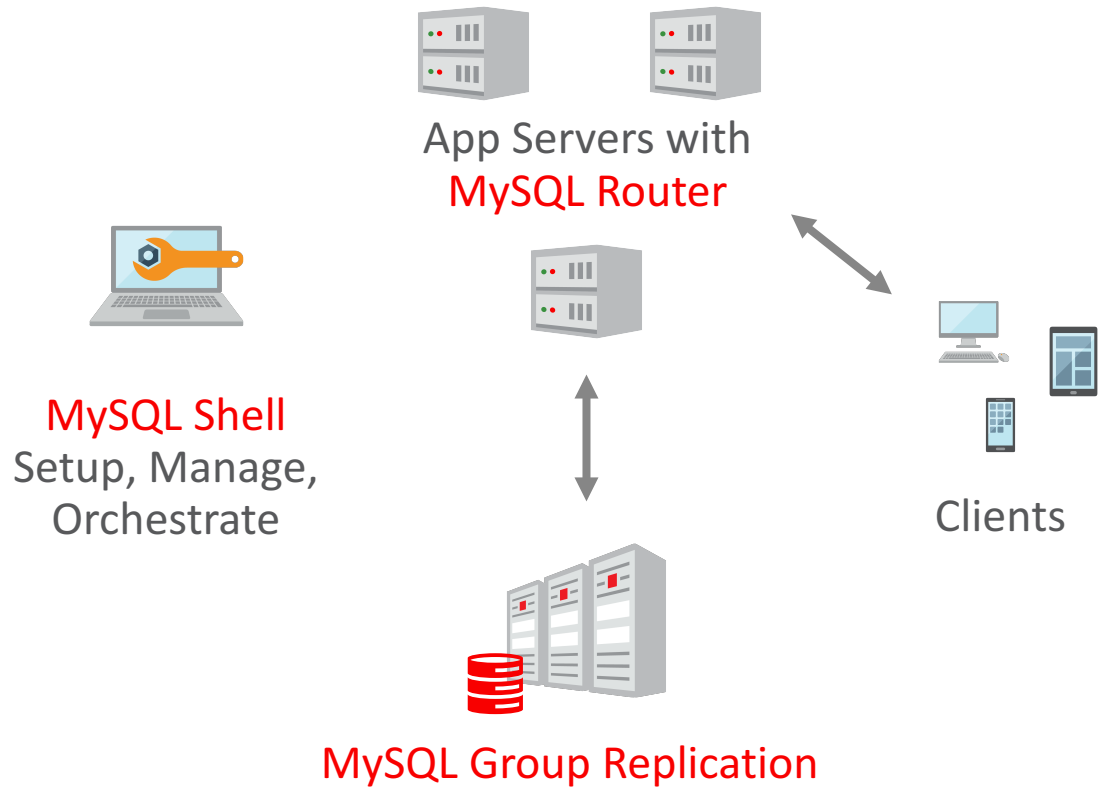 App Servers with
MySQL Router
MySQL Shell
Setup, Manage,
Orchestrate
Clients
MySQL Group Replication